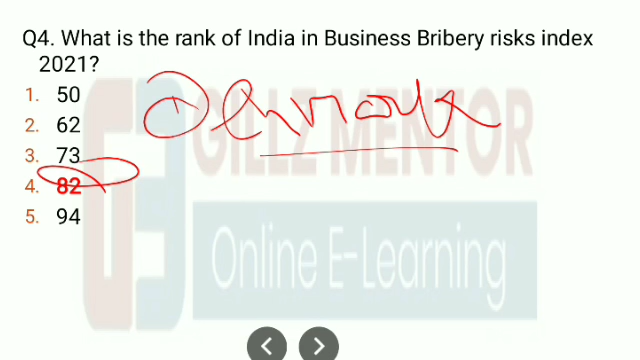 Q4. What is the rank of India in Business Bribery risks index
2021?
1. 50
2. 62
3. 73
4. 82
5. 94
GILLZ MENTOR
Online E-Learning